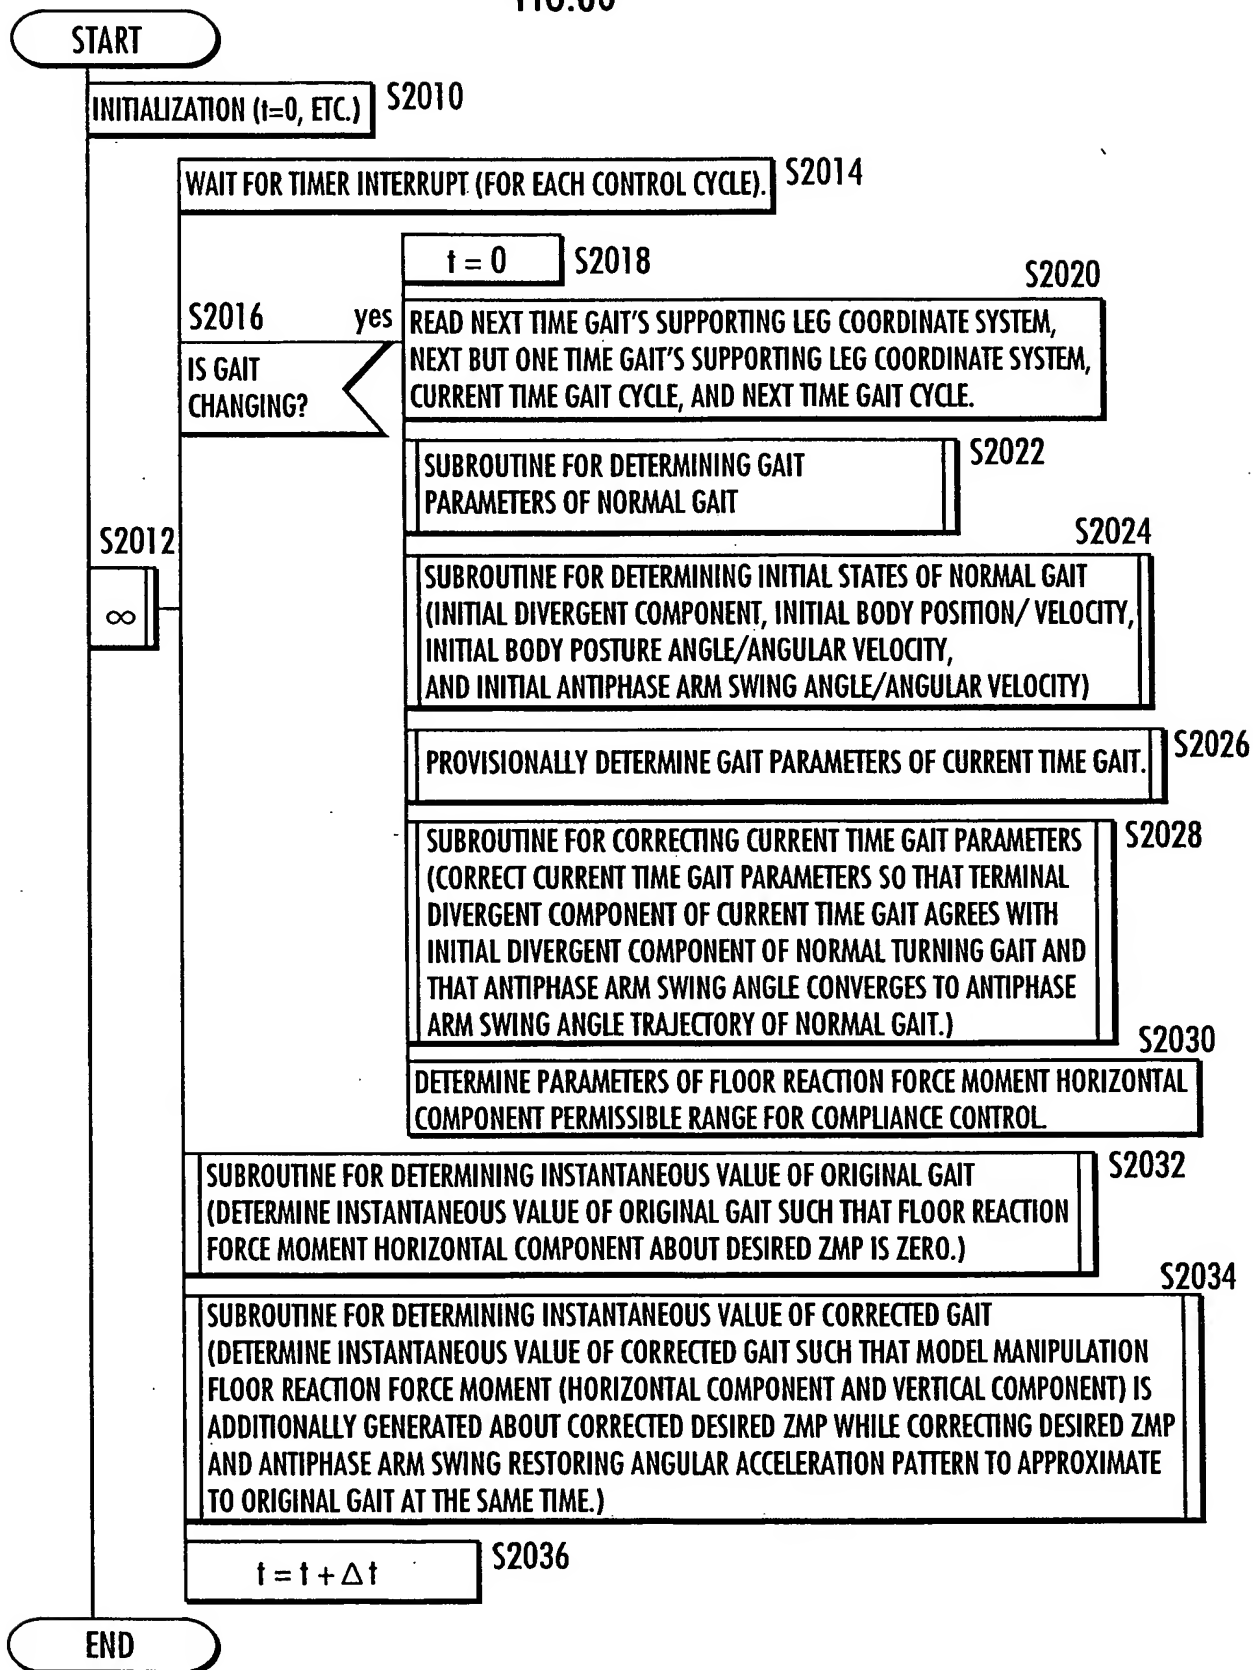 START
INITIALIZATION (t=0, ETC.)
S2010
WAIT FOR TIMER INTERRUPT (FOR EACH CONTROL CYCLE).
S2014
t = 0
S2018
S2020
S2016
yes
IS GAIT
CHANGING?
READ NEXT TIME GAIT'S SUPPORTING LEG COORDINATE SYSTEM,
NEXT BUT ONE TIME GAIT'S SUPPORTING LEG COORDINATE SYSTEM,
CURRENT TIME GAIT CYCLE, AND NEXT TIME GAIT CYCLE.
SUBROUTINE FOR DETERMINING GAIT
PARAMETERS OF NORMAL GAIT
S2022
S2012
∞
S2024
SUBROUTINE FOR DETERMINING INITIAL STATES OF NORMAL GAIT
(INITIAL DIVERGENT COMPONENT, INITIAL BODY POSITION/ VELOCITY,
INITIAL BODY POSTURE ANGLE/ANGULAR VELOCITY,
AND INITIAL ANTIPHASE ARM SWING ANGLE/ANGULAR VELOCITY)
PROVISIONALLY DETERMINE GAIT PARAMETERS OF CURRENT TIME GAIT.
S2026
SUBROUTINE FOR CORRECTING CURRENT TIME GAIT PARAMETERS
(CORRECT CURRENT TIME GAIT PARAMETERS SO THAT TERMINAL
DIVERGENT COMPONENT OF CURRENT TIME GAIT AGREES WITH
INITIAL DIVERGENT COMPONENT OF NORMAL TURNING GAIT AND
THAT ANTIPHASE ARM SWING ANGLE CONVERGES TO ANTIPHASE
ARM SWING ANGLE TRAJECTORY OF NORMAL GAIT.)
S2028
S2030
DETERMINE PARAMETERS OF FLOOR REACTION FORCE MOMENT HORIZONTAL
COMPONENT PERMISSIBLE RANGE FOR COMPLIANCE CONTROL.
SUBROUTINE FOR DETERMINING INSTANTANEOUS VALUE OF ORIGINAL GAIT
(DETERMINE INSTANTANEOUS VALUE OF ORIGINAL GAIT SUCH THAT FLOOR REACTION
FORCE MOMENT HORIZONTAL COMPONENT ABOUT DESIRED ZMP IS ZERO.)
S2032
S2034
SUBROUTINE FOR DETERMINING INSTANTANEOUS VALUE OF CORRECTED GAIT
(DETERMINE INSTANTANEOUS VALUE OF CORRECTED GAIT SUCH THAT MODEL MANIPULATION
FLOOR REACTION FORCE MOMENT (HORIZONTAL COMPONENT AND VERTICAL COMPONENT) IS
ADDITIONALLY GENERATED ABOUT CORRECTED DESIRED ZMP WHILE CORRECTING DESIRED ZMP
AND ANTIPHASE ARM SWING RESTORING ANGULAR ACCELERATION PATTERN TO APPROXIMATE
TO ORIGINAL GAIT AT THE SAME TIME.)
t = t + Δt
S2036
END